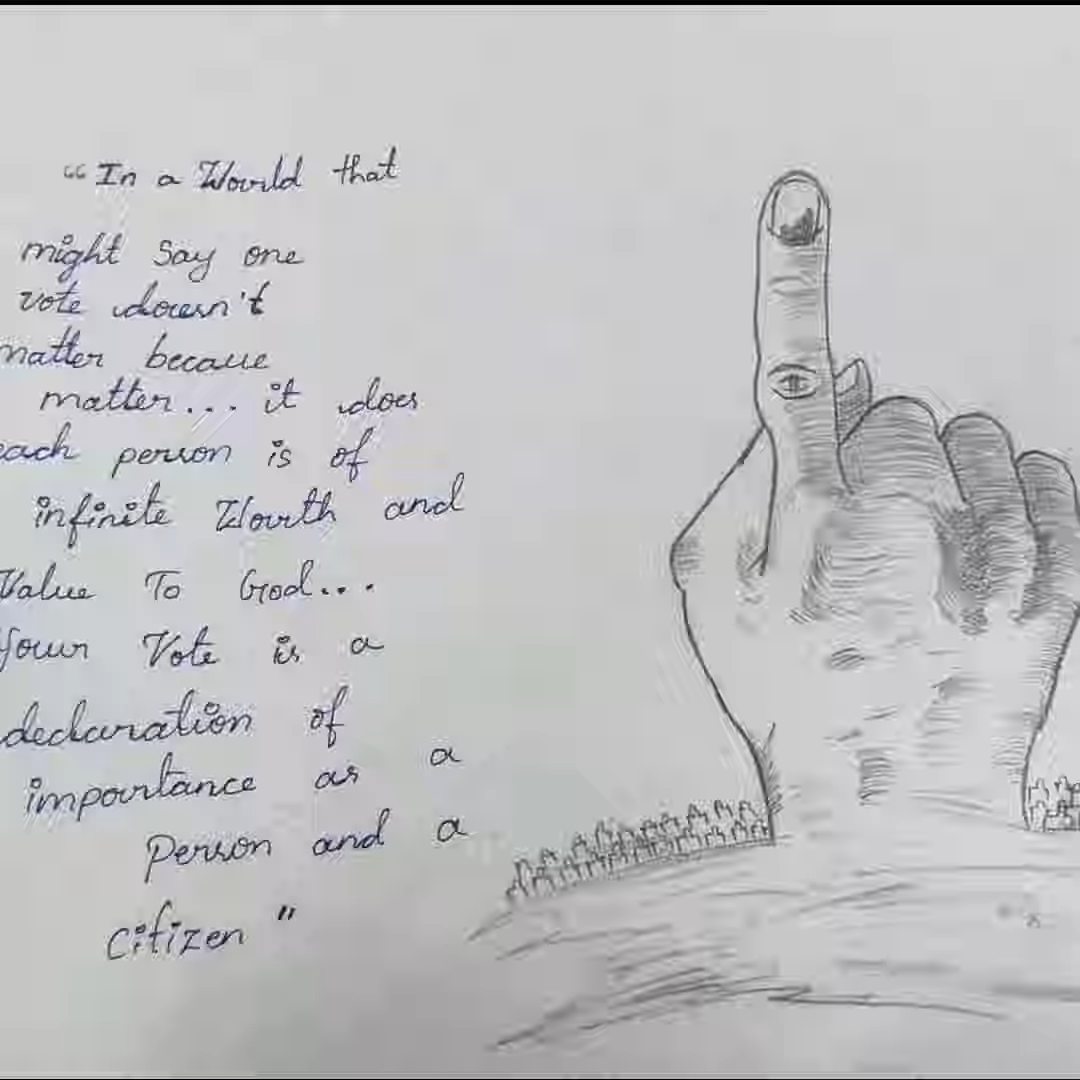 “In a World that
might Say one
vote doesn't
matter becaue
matter... it does
each person is of
infinite Worth and
Value To God...
Your Vote is a
declaration of
importance as a
Person and a
citizen”